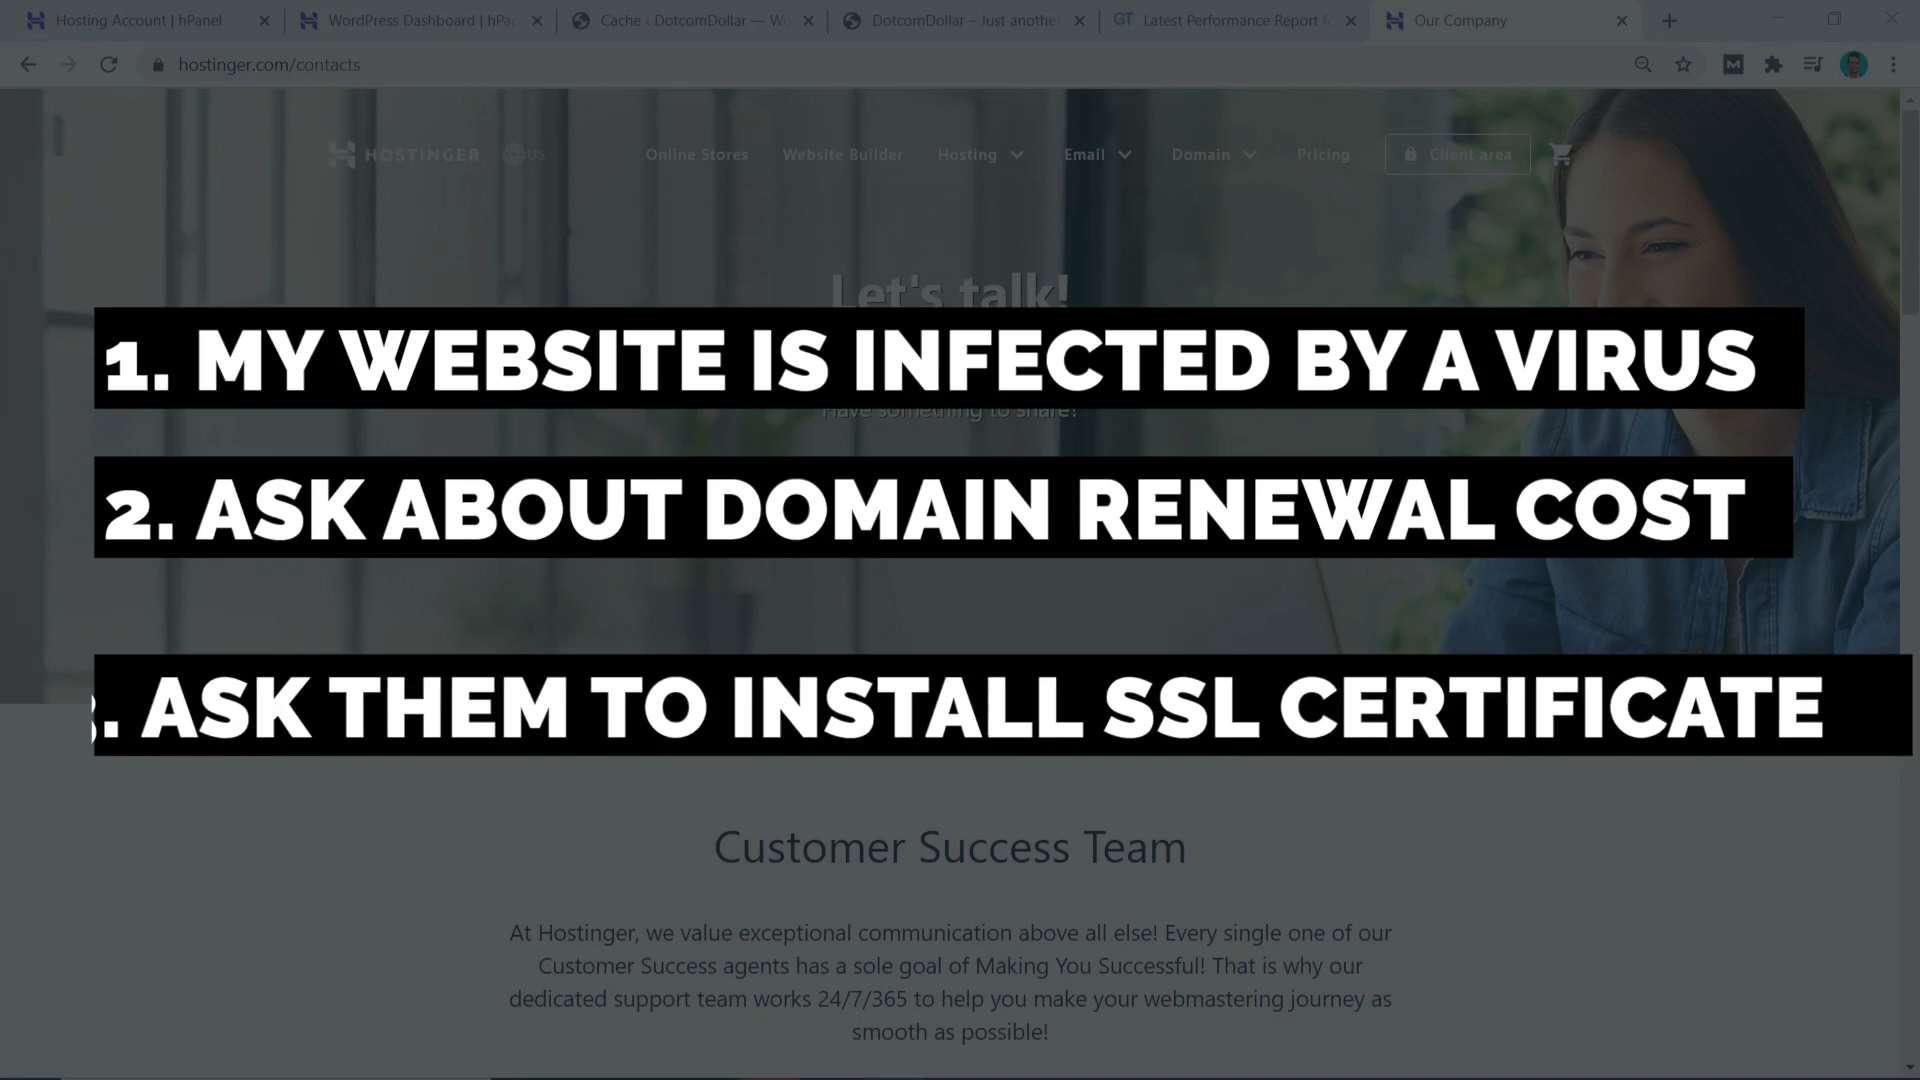 Hosting Account | hPanel
WordPress Dashboard | hPa
Cache ‹ DotcomDollar — W
DotcomDollar – Just anothe
GT Latest Performance Report f
Our Company
hostinger.com/contacts
HOSTINGER US
Online Stores
Website Builder
Hosting
Email
Domain
Pricing
Client area
Let's talk!
1. MY WEBSITE IS INFECTED BY A VIRUS
Have something to share?
2. ASK ABOUT DOMAIN RENEWAL COST
. ASK THEM TO INSTALL SSL CERTIFICATE
Customer Success Team
At Hostinger, we value exceptional communication above all else! Every single one of our
Customer Success agents has a sole goal of Making You Successful! That is why our
dedicated support team works 24/7/365 to help you make your webmastering journey as
smooth as possible!